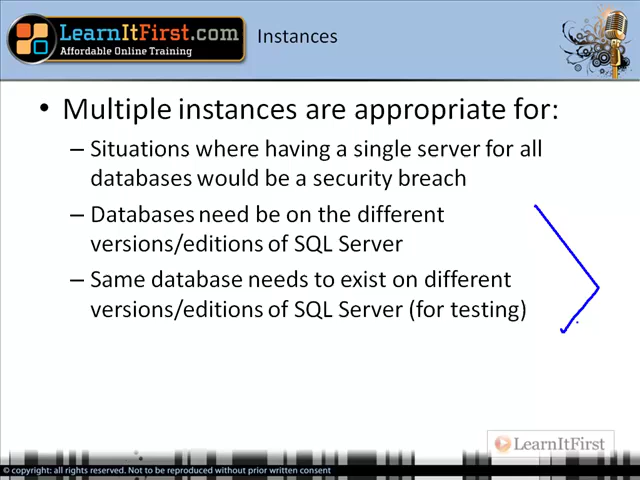 LearnItFirst.com
Affordable Online Training
Instances
• Multiple instances are appropriate for:
– Situations where having a single server for all
databases would be a security breach
– Databases need be on the different
versions/editions of SQL Server
– Same database needs to exist on different
versions/editions of SQL Server (for testing)
LearnItFirst
© copyright; all rights reserved. Not to be reproduced without prior written consent